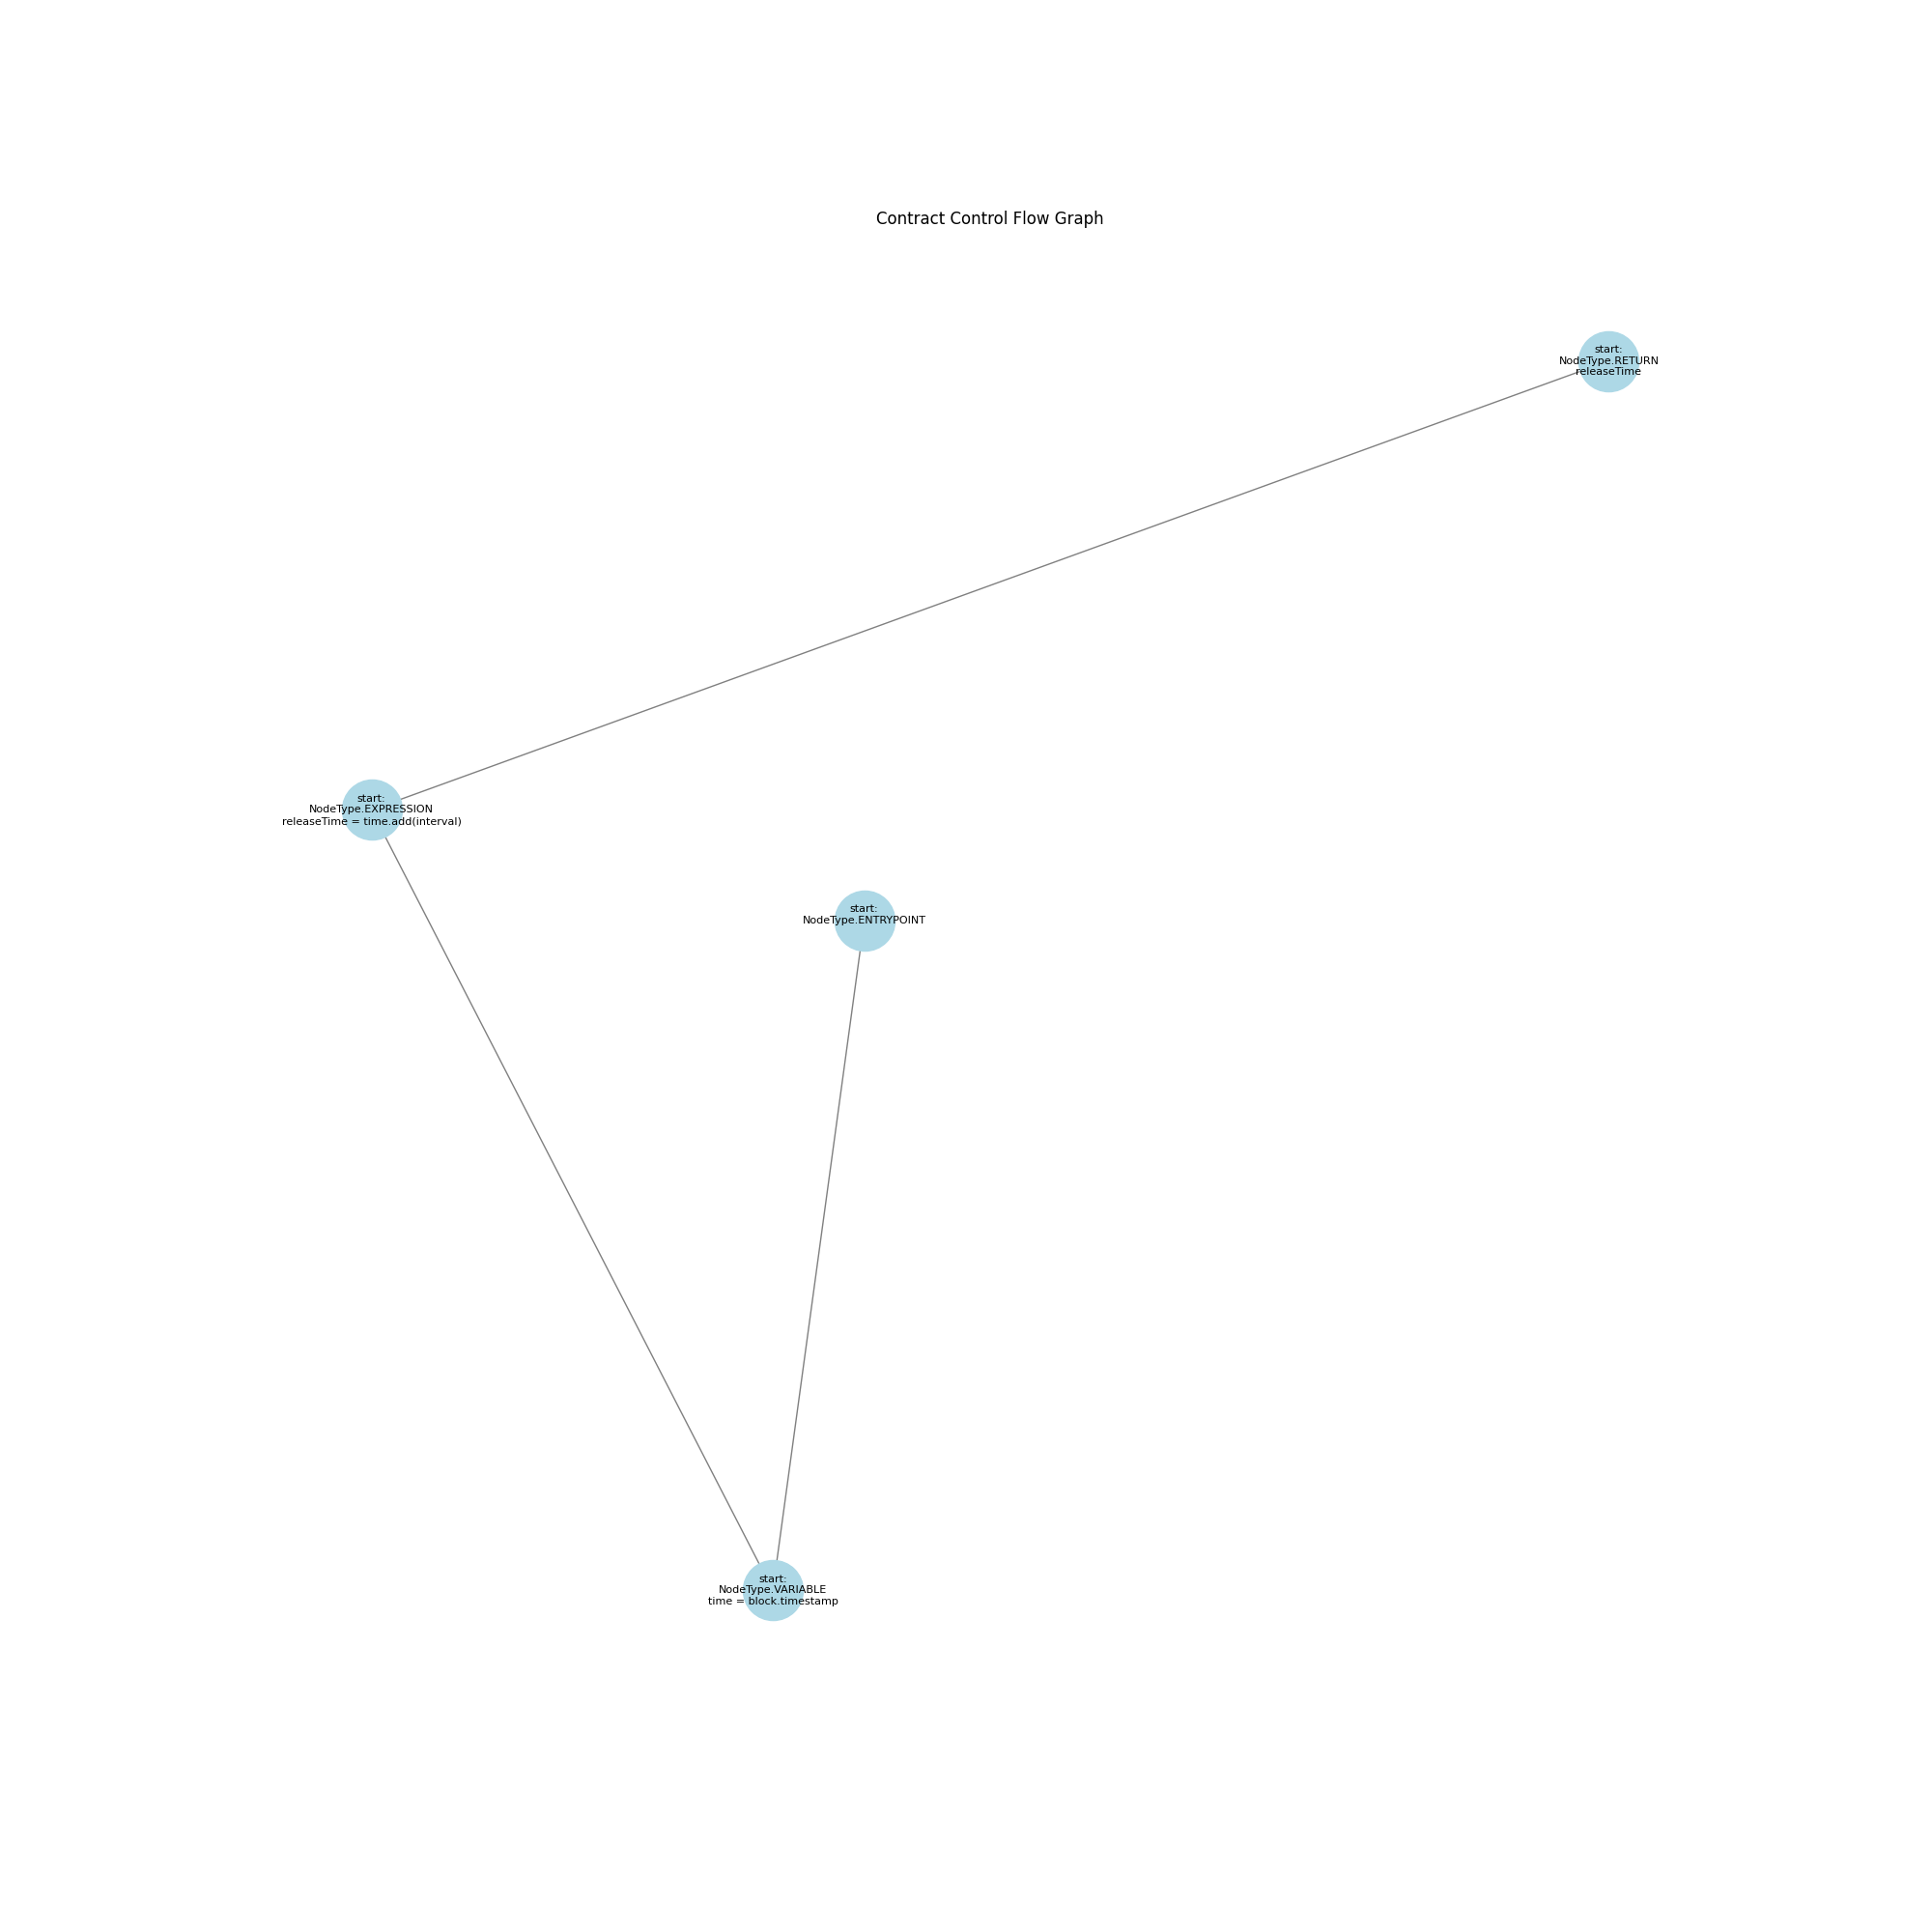 Contract Control Flow Graph
start:
NodeType.RETURN
releaseTime
start:
NodeType.EXPRESSION
releaseTime = time.add(interval)
start:
NodeType.ENTRYPOINT
start:
NodeType.VARIABLE
time = block.timestamp